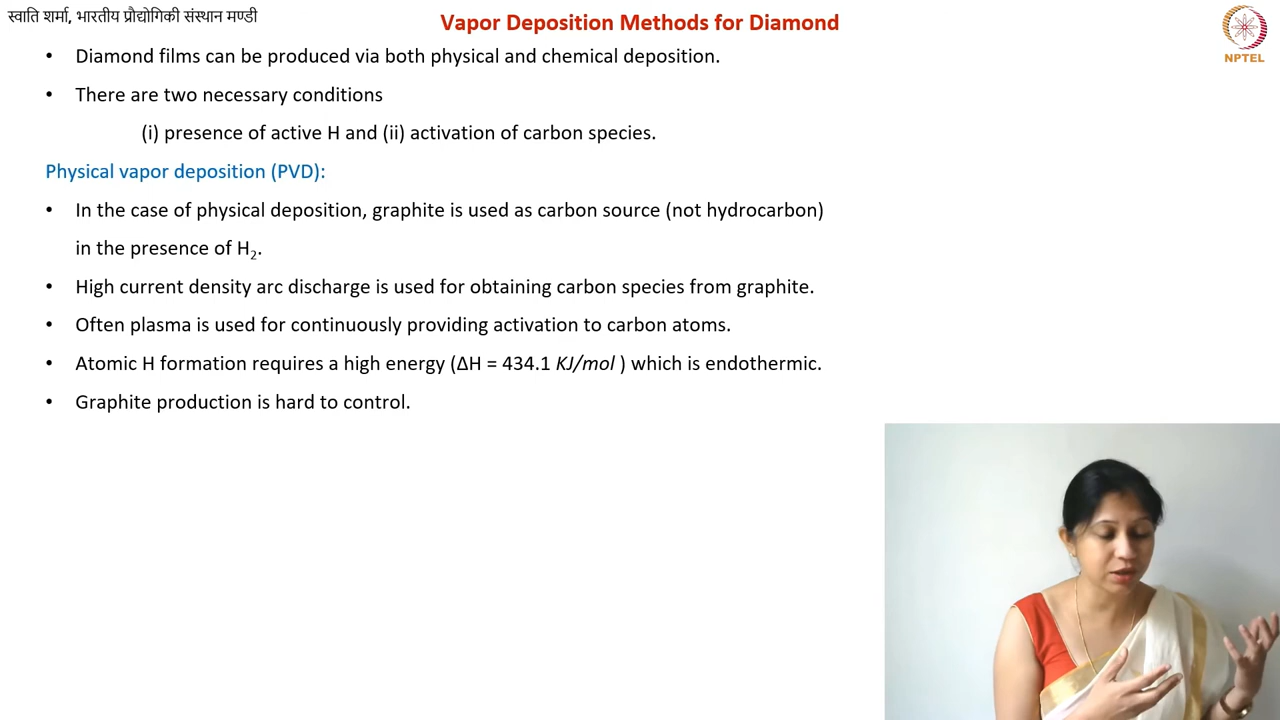 स्वाति शर्मा, भारतीय प्रौद्योगिकी संस्थान मण्डी
Vapor Deposition Methods for Diamond
NPTEL
• Diamond films can be produced via both physical and chemical deposition.
• There are two necessary conditions
(i) presence of active H and (ii) activation of carbon species.
Physical vapor deposition (PVD):
• In the case of physical deposition, graphite is used as carbon source (not hydrocarbon)
in the presence of H₂.
• High current density arc discharge is used for obtaining carbon species from graphite.
• Often plasma is used for continuously providing activation to carbon atoms.
• Atomic H formation requires a high energy (ΔH = 434.1 KJ/mol ) which is endothermic.
• Graphite production is hard to control.